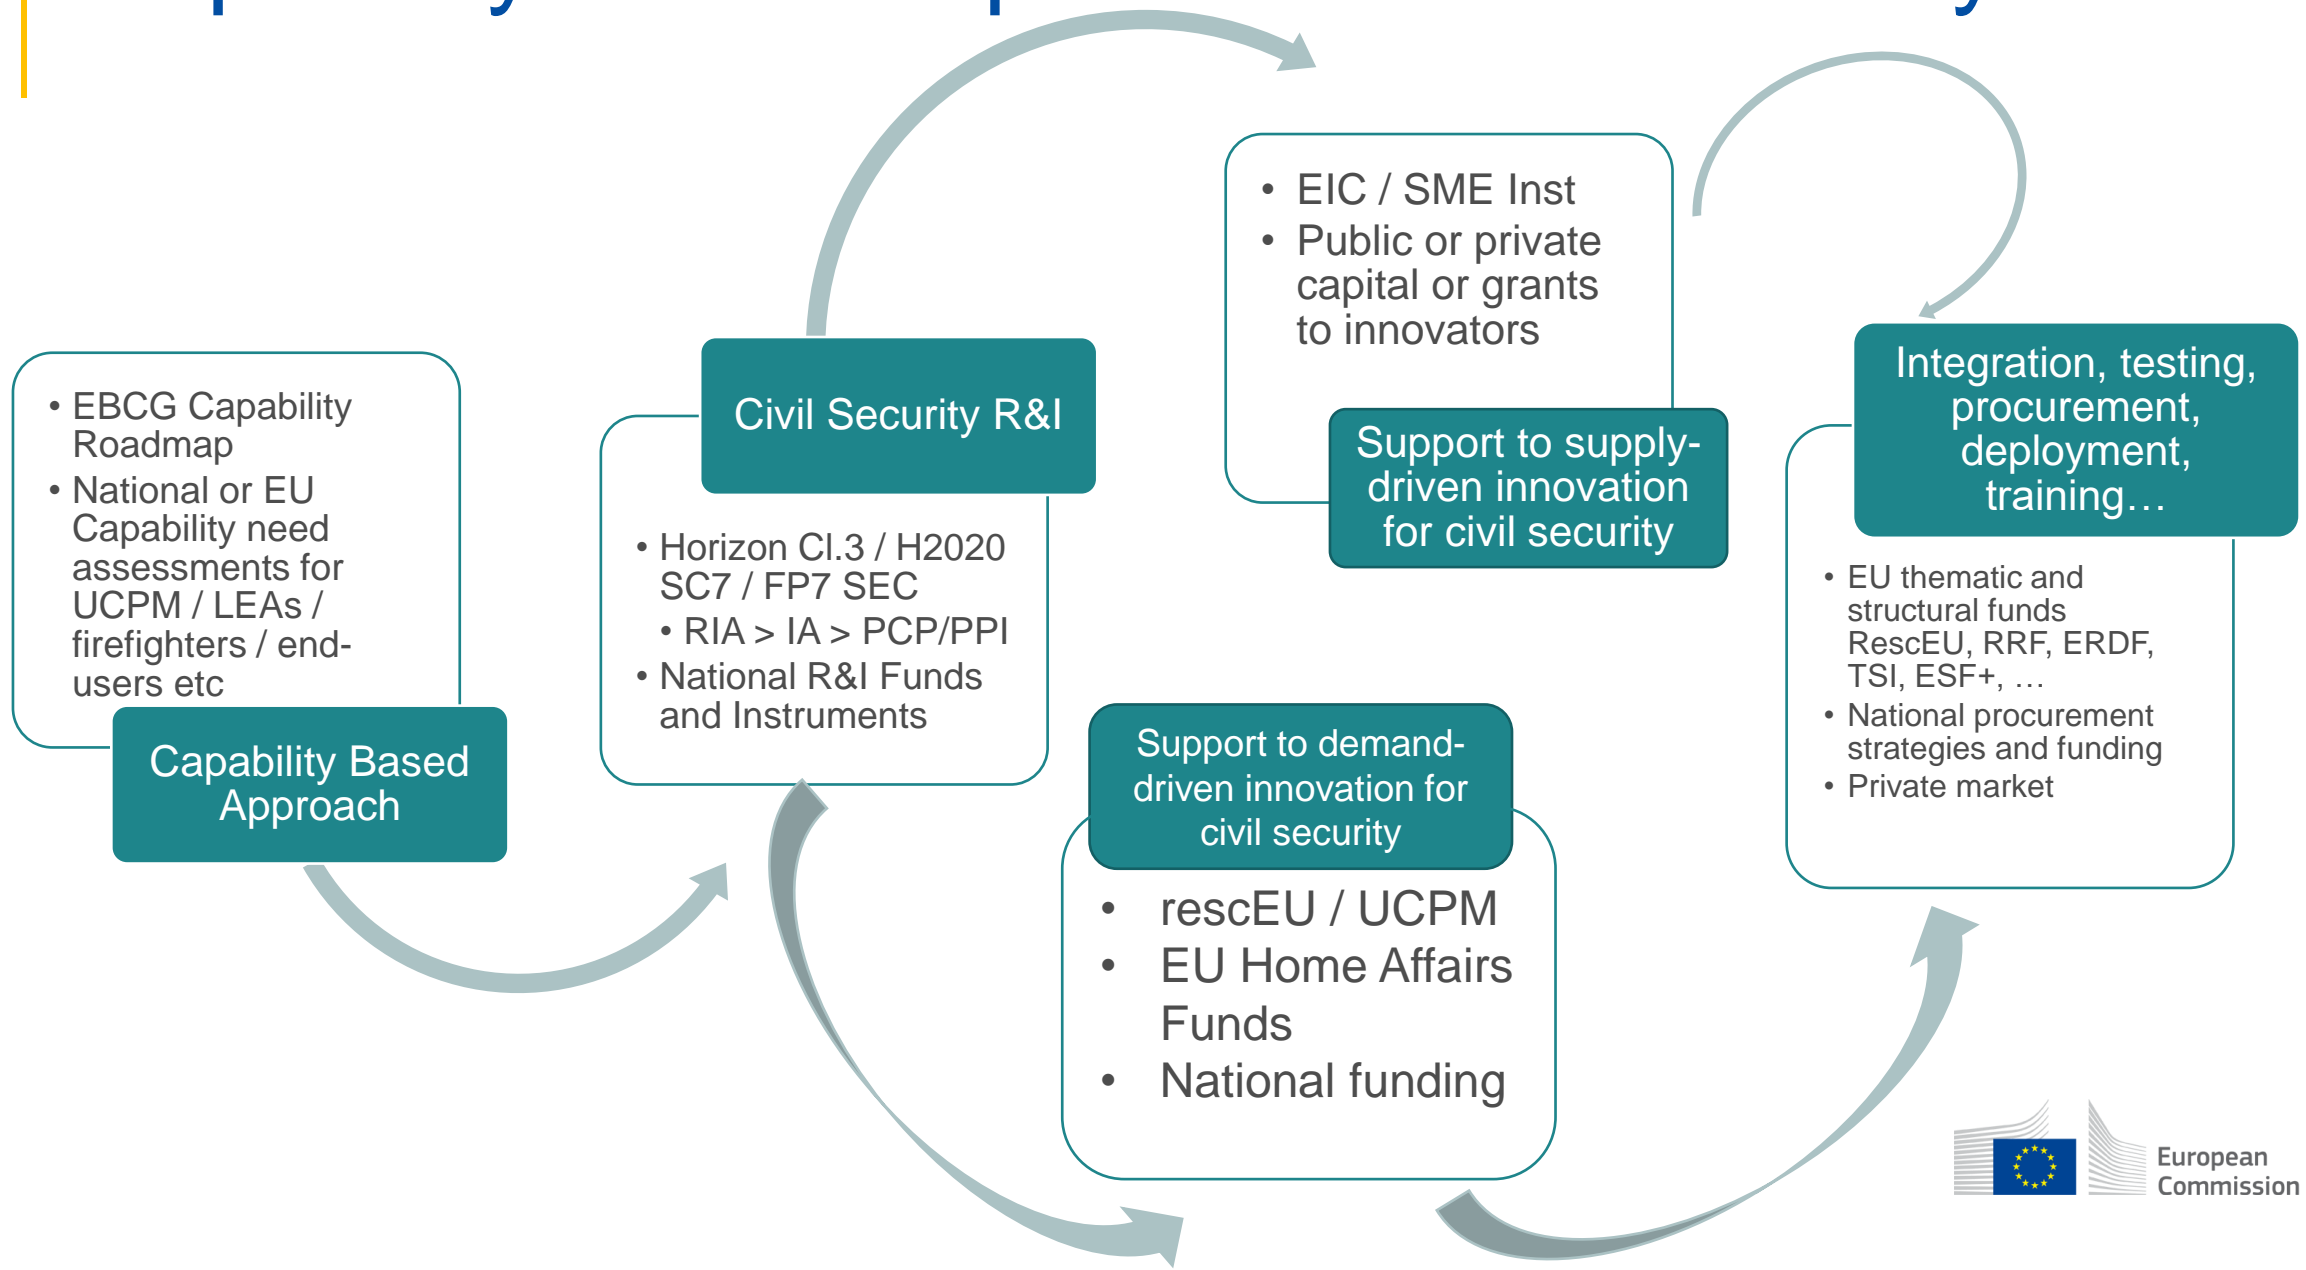 • EBCG Capability
Roadmap
• National or EU
Capability need
assessments for
UCPM / LEAs /
firefighters / end-
users etc
Capability Based
Approach
Civil Security R&I
• Horizon Cl.3 / H2020
SC7 / FP7 SEC
• RIA > IA > PCP/PPI
• National R&I Funds
and Instruments
• EIC / SME Inst
• Public or private
capital or grants
to innovators
Support to supply-
driven innovation
for civil security
Support to demand-
driven innovation for
civil security
• rescEU / UCPM
• EU Home Affairs
Funds
• National funding
Integration, testing,
procurement,
deployment,
training…
• EU thematic and
structural funds
RescEU, RRF, ERDF,
TSI, ESF+, …
• National procurement
strategies and funding
• Private market
European
Commission